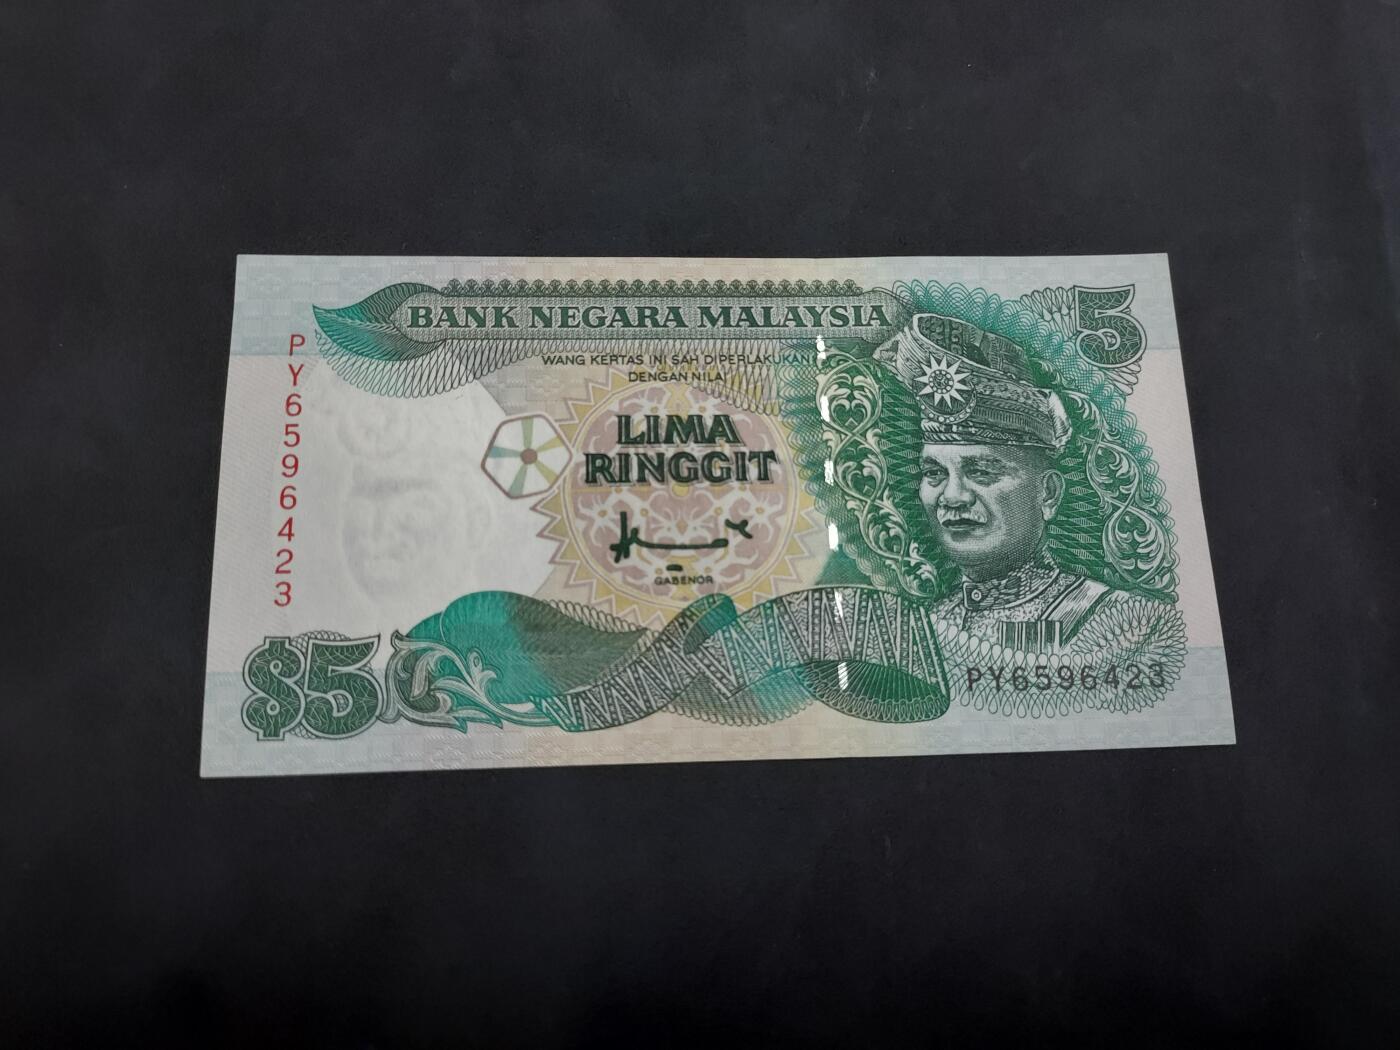 BANK NEGARA MALAYSIA
5
WANG KERTAS INI SAH DIPERLAKUKAN
DENGAN NILAI
PY6596423
LIMA
RINGGIT
GABENOR
$5
PY6596423